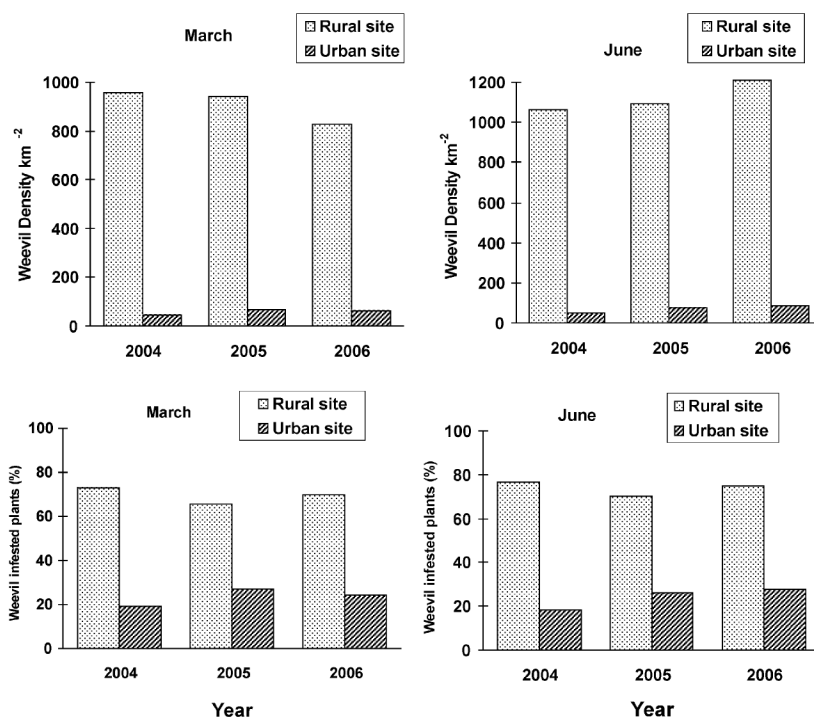 March
Rural site
Urban site
Weevil Density km -2
1000
800
600
400
200
0
2004 2005 2006
June
Rural site
Urban site
Weevil Density km -2
1200
1000
800
600
400
200
0
2004 2005 2006
March
Rural site
Urban site
Weevil infested plants (%)
100
80
60
40
20
0
2004 2005 2006
Year
June
Rural site
Urban site
Weevil infested plants (%)
100
80
60
40
20
0
2004 2005 2006
Year